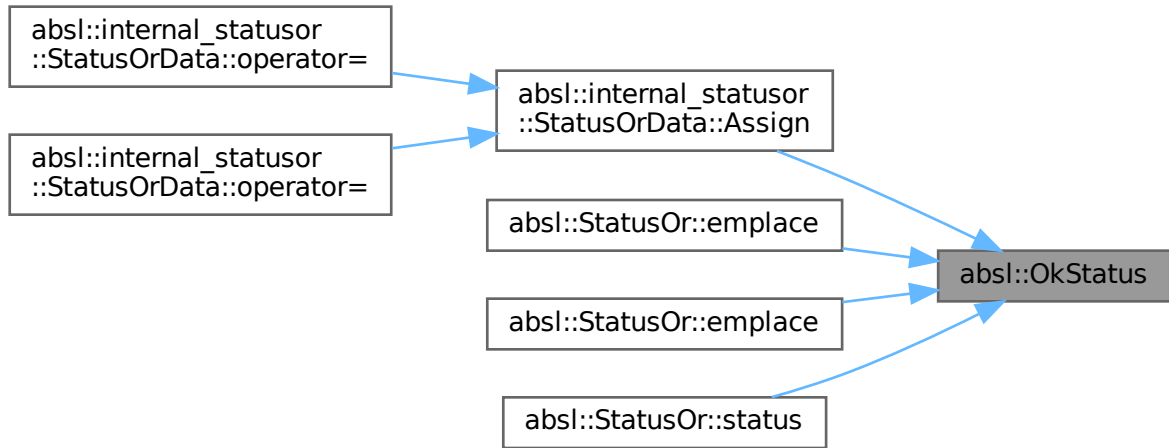 absl::internal_statusor
::StatusOrData::operator=
absl::internal_statusor
::StatusOrData::operator=
absl::internal_statusor
::StatusOrData::Assign
absl::StatusOr::emplace
absl::StatusOr::emplace
absl::StatusOr::status
absl::OkStatus